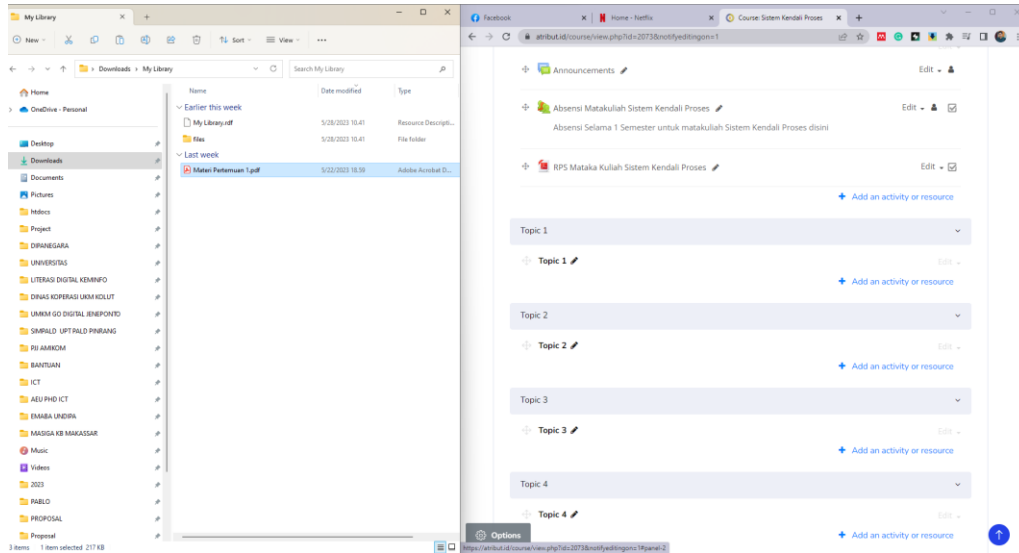 My Library
New
Sort
View
Downloads
My Library
Search My Library
Name
Date modified
Type
Home
OneDrive - Personal
Desktop
Downloads
Documents
Pictures
htdocs
Project
DIPANEGARA
UNIVERSITAS
LITERASI DIGITAL KEMINFO
DINAS KOPERASI UKM KOLUT
UMKM GO DIGITAL JENEPONTO
SIMPALD UPT PALD PINRANG
PJJ AMIKOM
BANTUAN
ICT
AEU PHD ICT
EMABA UNDIPA
MASIGA KB MAKASSAR
Music
Videos
2023
PABLO
PROPOSAL
Proposal
Earlier this week
My Library.rdf 5/28/2023 10.41 Resource Descripti...
files 5/28/2023 10.41 File folder
Last week
Materi Pertemuan 1.pdf 5/22/2023 18.59 Adobe Acrobat D...
3 items 1 item selected 217 KB
Facebook
Home - Netflix
Course: Sistem Kendali Proses
atribut.id/course/view.php?id=2073&notifyeditingon=1
Announcements Edit
Absensi Matakuliah Sistem Kendali Proses Edit
Absensi Selama 1 Semester untuk matakuliah Sistem Kendali Proses disini
RPS Mataka Kuliah Sistem Kendali Proses Edit
Add an activity or resource
Topic 1
Topic 1 Edit
Add an activity or resource
Topic 2
Topic 2 Edit
Add an activity or resource
Topic 3
Topic 3 Edit
Add an activity or resource
Topic 4
Topic 4 Edit
Add an activity or resource
Options
https://atribut.id/course/view.php?id=2073&notifyeditingon=1#panel-2